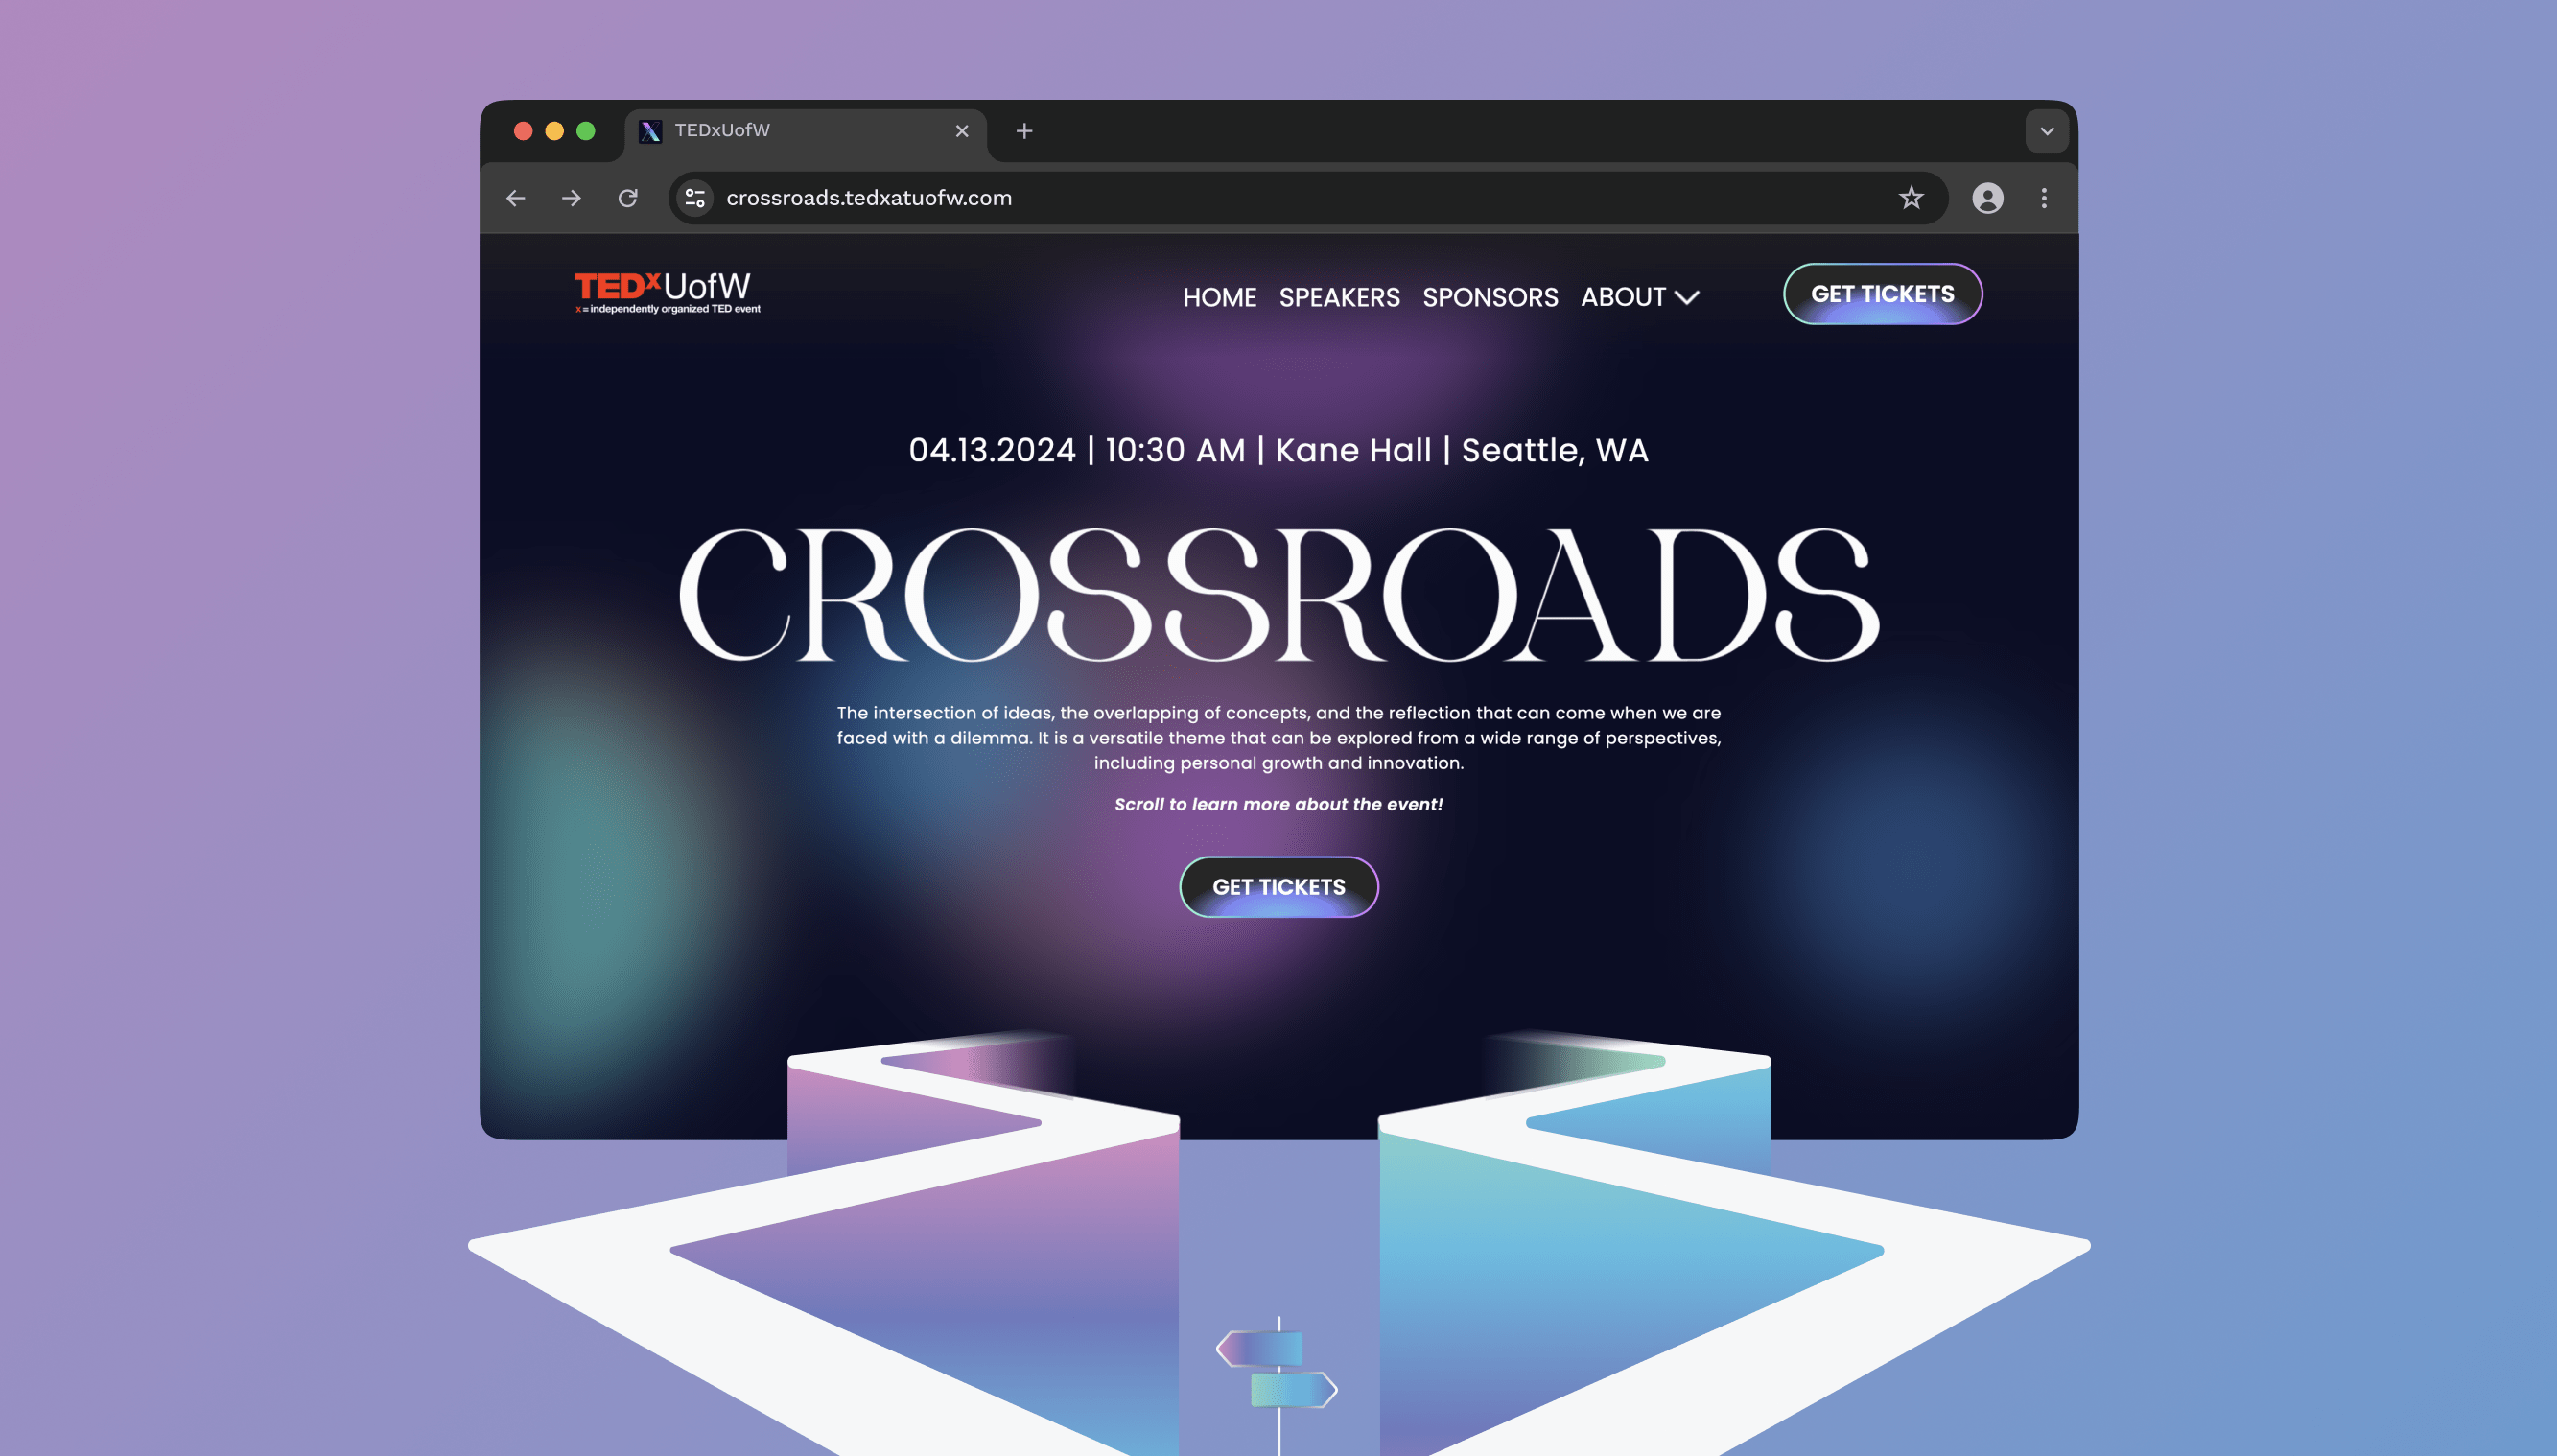 TEDxUofW
crossroads.tedxatuofw.com
TEDxUofW
x = independently organized TED event
HOME SPEAKERS SPONSORS ABOUT
GET TICKETS
04.13.2024 | 10:30 AM | Kane Hall | Seattle, WA
CROSSROADS
The intersection of ideas, the overlapping of concepts, and the reflection that can come when we are
faced with a dilemma. It is a versatile theme that can be explored from a wide range of perspectives,
including personal growth and innovation.
Scroll to learn more about the event!
GET TICKETS